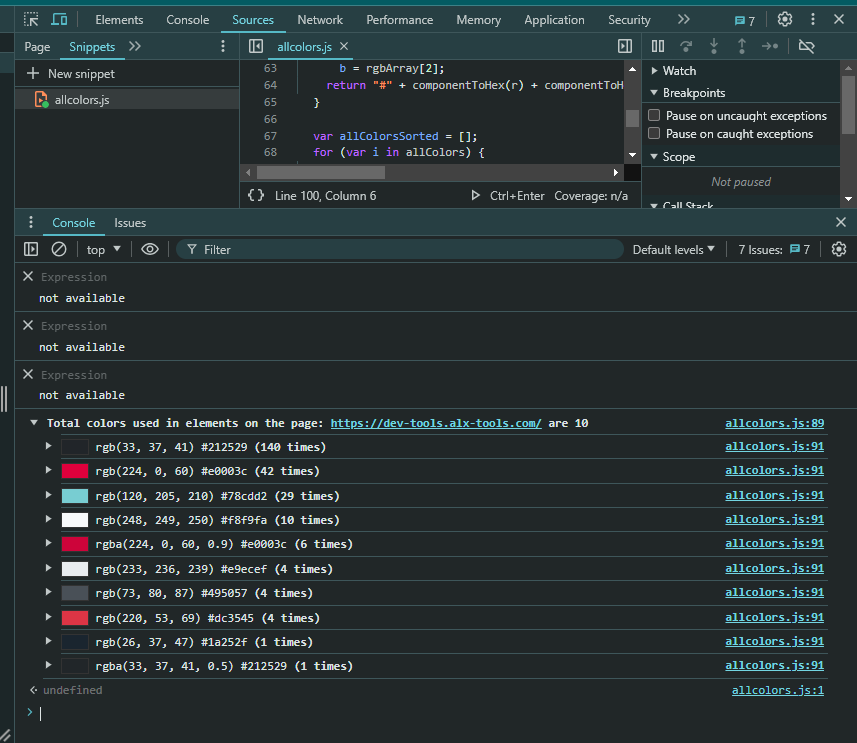 Elements Console Sources Network Performance Memory Application Security 7
Page Snippets allcolors.js
New snippet
allcolors.js
63 b = rgbArray[2];
64 return "#" + componentToHex(r) + componentToH
65 }
66
67 var allColorsSorted = [];
68 for (var i in allColors) {
{ } Line 100, Column 6 Ctrl+Enter Coverage: n/a
Watch
Breakpoints
Pause on uncaught exceptions
Pause on caught exceptions
Scope
Not paused
Call Stack
Console Issues
top Filter Default levels 7 Issues: 7
Expression
not available
Expression
not available
Expression
not available
Total colors used in elements on the page: https://dev-tools.alx-tools.com/ are 10 allcolors.js:89
rgb(33, 37, 41) #212529 (140 times) allcolors.js:91
rgb(224, 0, 60) #e0003c (42 times) allcolors.js:91
rgb(120, 205, 210) #78cdd2 (29 times) allcolors.js:91
rgb(248, 249, 250) #f8f9fa (10 times) allcolors.js:91
rgba(224, 0, 60, 0.9) #e0003c (6 times) allcolors.js:91
rgb(233, 236, 239) #e9ecef (4 times) allcolors.js:91
rgb(73, 80, 87) #495057 (4 times) allcolors.js:91
rgb(220, 53, 69) #dc3545 (4 times) allcolors.js:91
rgb(26, 37, 47) #1a252f (1 times) allcolors.js:91
rgba(33, 37, 41, 0.5) #212529 (1 times) allcolors.js:91
undefined allcolors.js:1